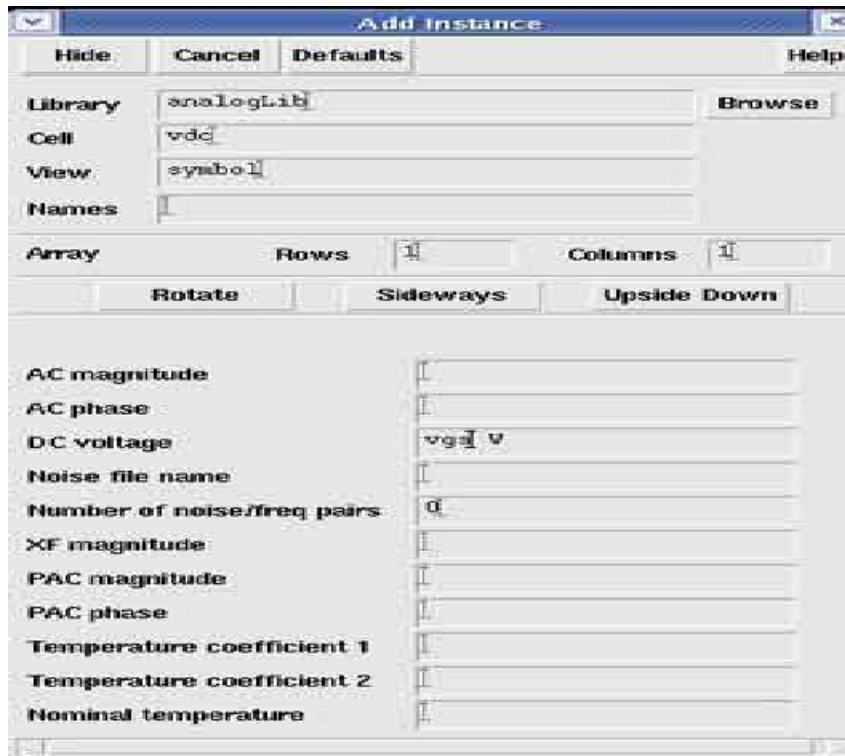 Add Instance
Hide Cancel Defaults Help
Library analogLib Browse
Cell vdc
View symbol
Names
Array Rows 1 Columns 1
Rotate Sideways Upside Down
AC magnitude
AC phase
DC voltage vgs V
Noise file name
Number of noise/freq pairs 0
XF magnitude
PAC magnitude
PAC phase
Temperature coefficient 1
Temperature coefficient 2
Nominal temperature